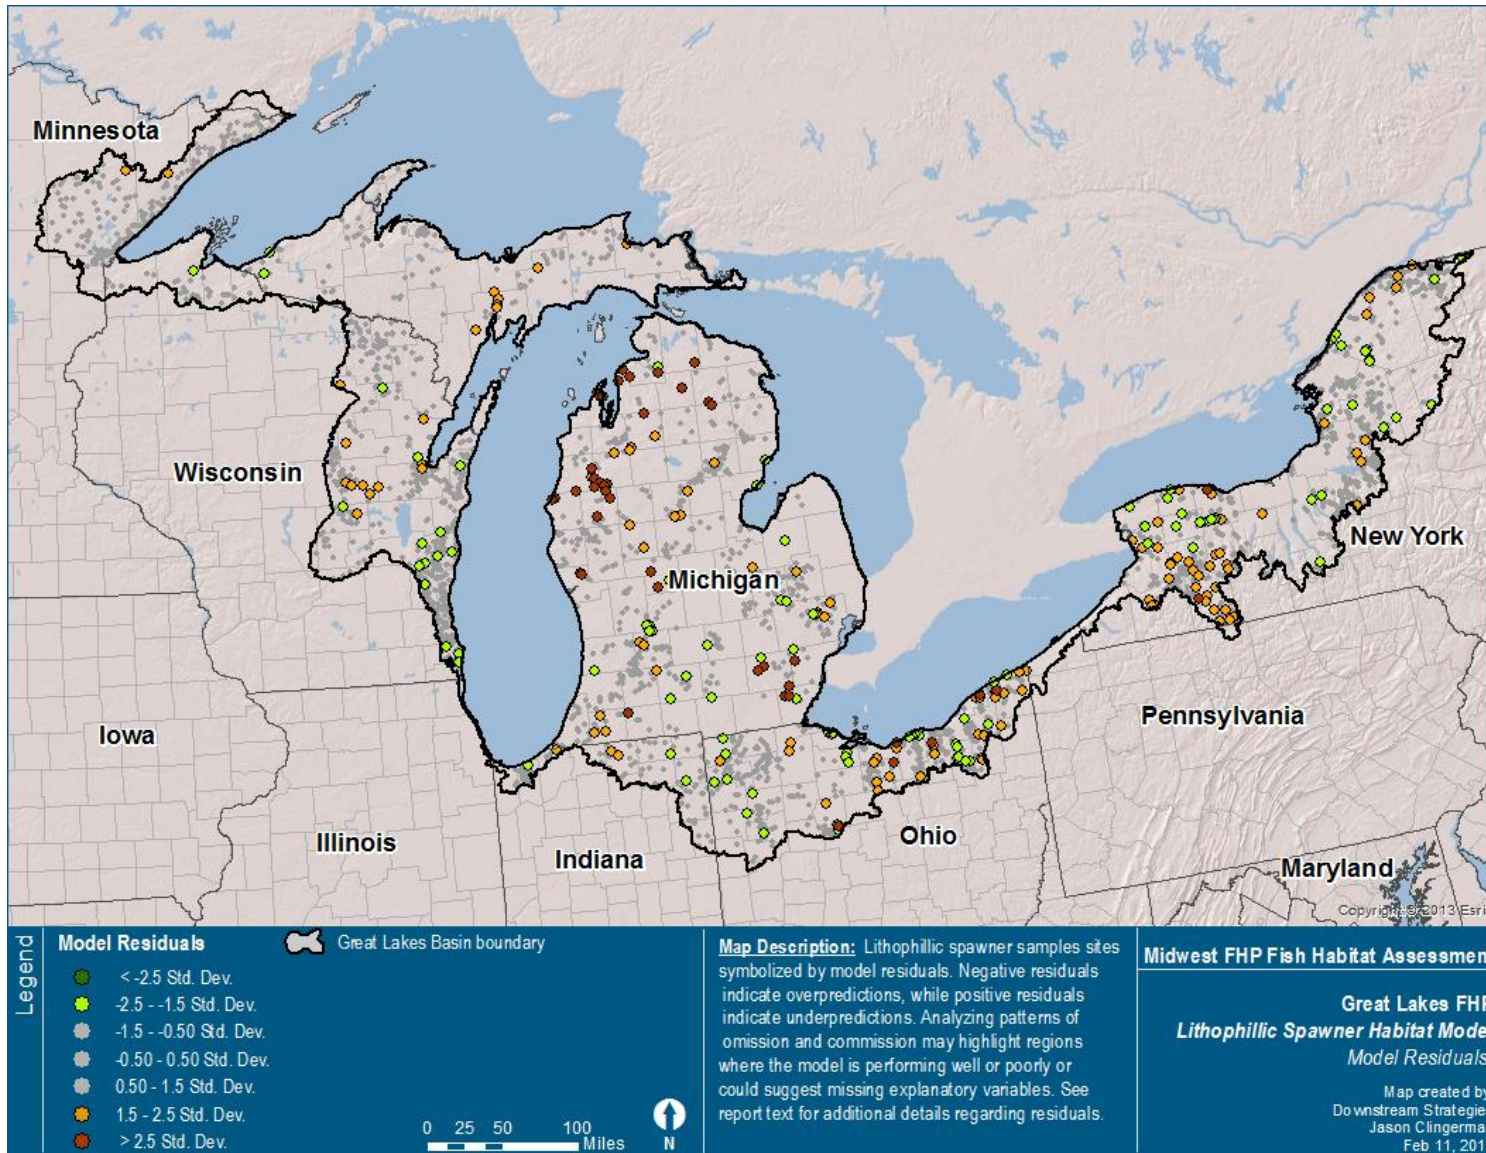 Minnesota
Wisconsin
Michigan
New York
Iowa
Pennsylvania
Illinois
Indiana
Ohio
Maryland
Copyright:© 2013 Esri
Legend
Model Residuals
< -2.5 Std. Dev.
-2.5 - -1.5 Std. Dev.
-1.5 - -0.50 Std. Dev.
-0.50 - 0.50 Std. Dev.
0.50 - 1.5 Std. Dev.
1.5 - 2.5 Std. Dev.
> 2.5 Std. Dev.
Great Lakes Basin boundary
0 25 50 100
Miles
N
Map Description: Lithophillic spawner samples sites
symbolized by model residuals. Negative residuals
indicate overpredictions, while positive residuals
indicate underpredictions. Analyzing patterns of
omission and commission may highlight regions
where the model is performing well or poorly or
could suggest missing explanatory variables. See
report text for additional details regarding residuals.
Midwest FHP Fish Habitat Assessmen
Great Lakes FHP
Lithophillic Spawner Habitat Mode
Model Residuals
Map created by
Downstream Strategie
Jason Clingerma
Feb 11, 201